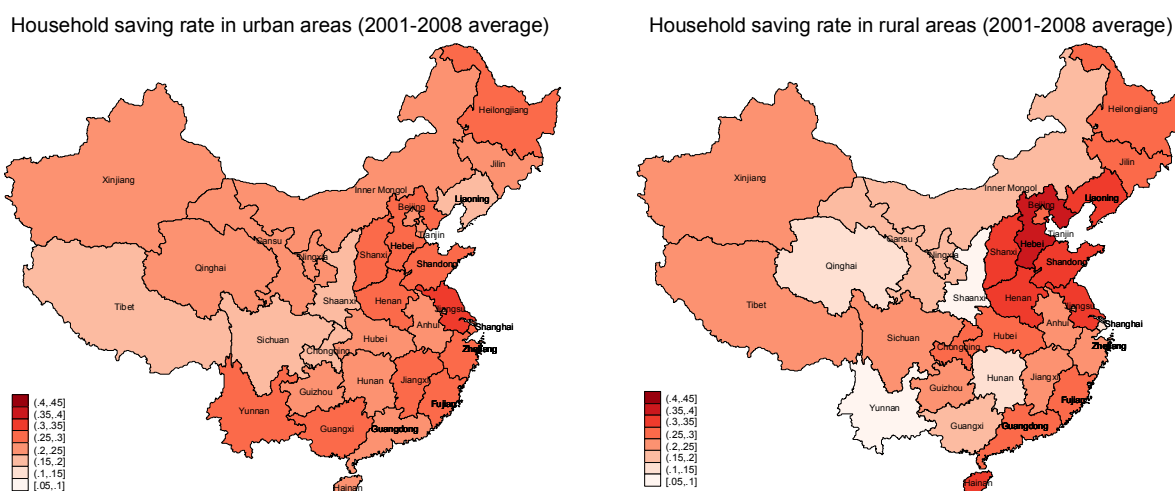 Household saving rate in urban areas (2001-2008 average)
Heilongjiang
Jilin
Xinjiang
Inner Mongol
Liaoning
Beijing
Gansu
Tianjin
Hebei
Ningxia
Shanxi
Shandong
Qinghai
Shaanxi
Henan
Jiangsu
Tibet
Anhui
Shanghai
Sichuan
Hubei
Chongqing
Zhejiang
Hunan
Jiangxi
Guizhou
Fujian
Yunnan
Guangxi
Guangdong
Hainan
(.4,.45]
(.35,.4]
(.3,.35]
(.25,.3]
(.2,.25]
(.15,.2]
(.1,.15]
[.05,.1]
Household saving rate in rural areas (2001-2008 average)
Heilongjiang
Jilin
Xinjiang
Inner Mongol
Liaoning
Beijing
Gansu
Tianjin
Hebei
Ningxia
Shanxi
Shandong
Qinghai
Shaanxi
Henan
Jiangsu
Tibet
Anhui
Shanghai
Sichuan
Hubei
Chongqing
Zhejiang
Hunan
Jiangxi
Guizhou
Fujian
Yunnan
Guangxi
Guangdong
Hainan
(.4,.45]
(.35,.4]
(.3,.35]
(.25,.3]
(.2,.25]
(.15,.2]
(.1,.15]
[.05,.1]